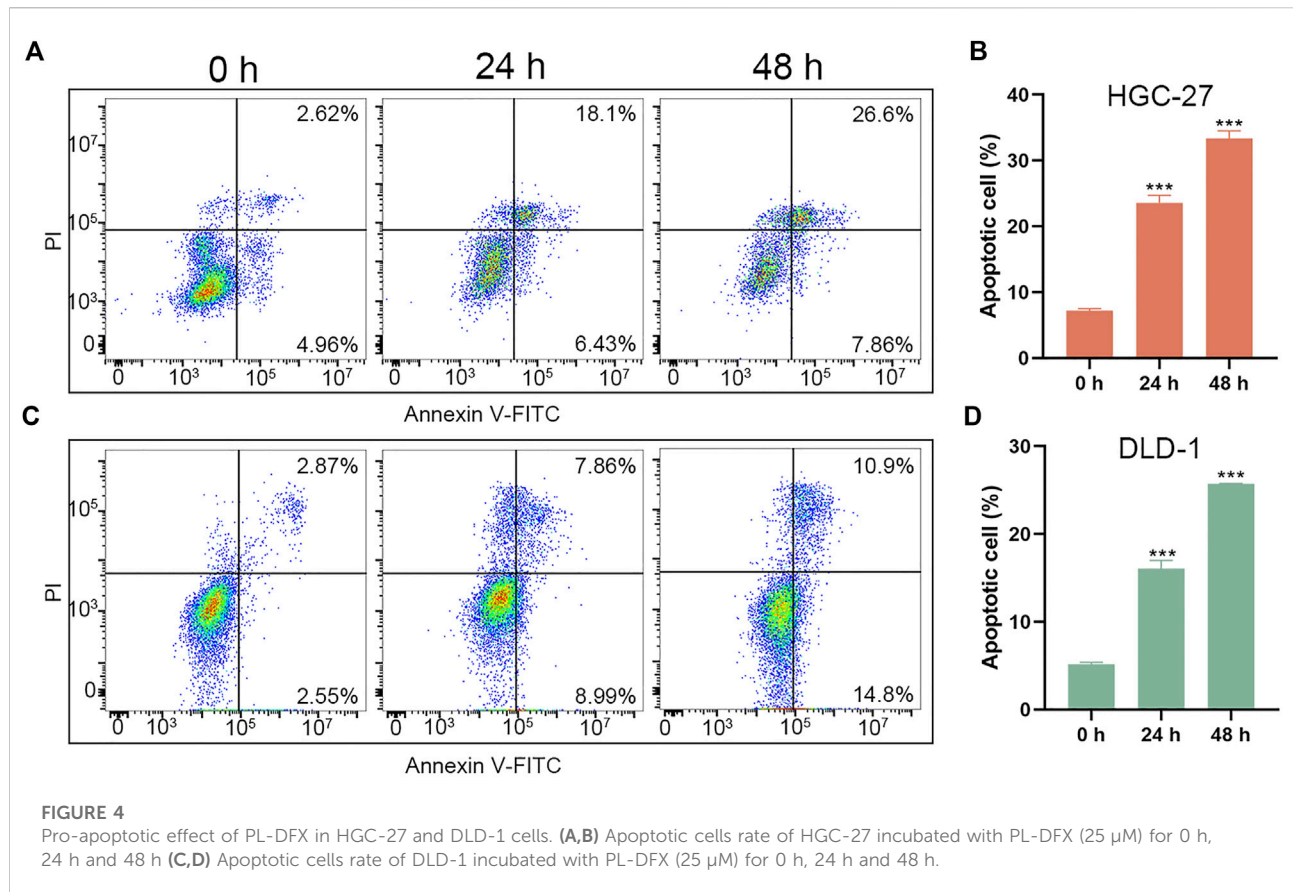 A
0 h
24 h
48 h
2.62%
18.1%
26.6%
10⁷
10⁵
10³
0
PI
4.96%
6.43%
7.86%
0 10³ 10⁵ 10⁷
0 10³ 10⁵ 10⁷
0 10³ 10⁵ 10⁷
Annexin V-FITC
B
HGC-27
Apoptotic cell (%)
40
30
20
10
0
***
***
0 h 24 h 48 h
C
2.87%
7.86%
10.9%
10⁵
10³
0
PI
2.55%
8.99%
14.8%
0 10³ 10⁵ 10⁷
0 10³ 10⁵ 10⁷
0 10³ 10⁵ 10⁷
Annexin V-FITC
D
DLD-1
Apoptotic cell (%)
30
20
10
0
***
***
0 h 24 h 48 h
FIGURE 4
Pro-apoptotic effect of PL-DFX in HGC-27 and DLD-1 cells. (A,B) Apoptotic cells rate of HGC-27 incubated with PL-DFX (25 µM) for 0 h,
24 h and 48 h (C,D) Apoptotic cells rate of DLD-1 incubated with PL-DFX (25 µM) for 0 h, 24 h and 48 h.